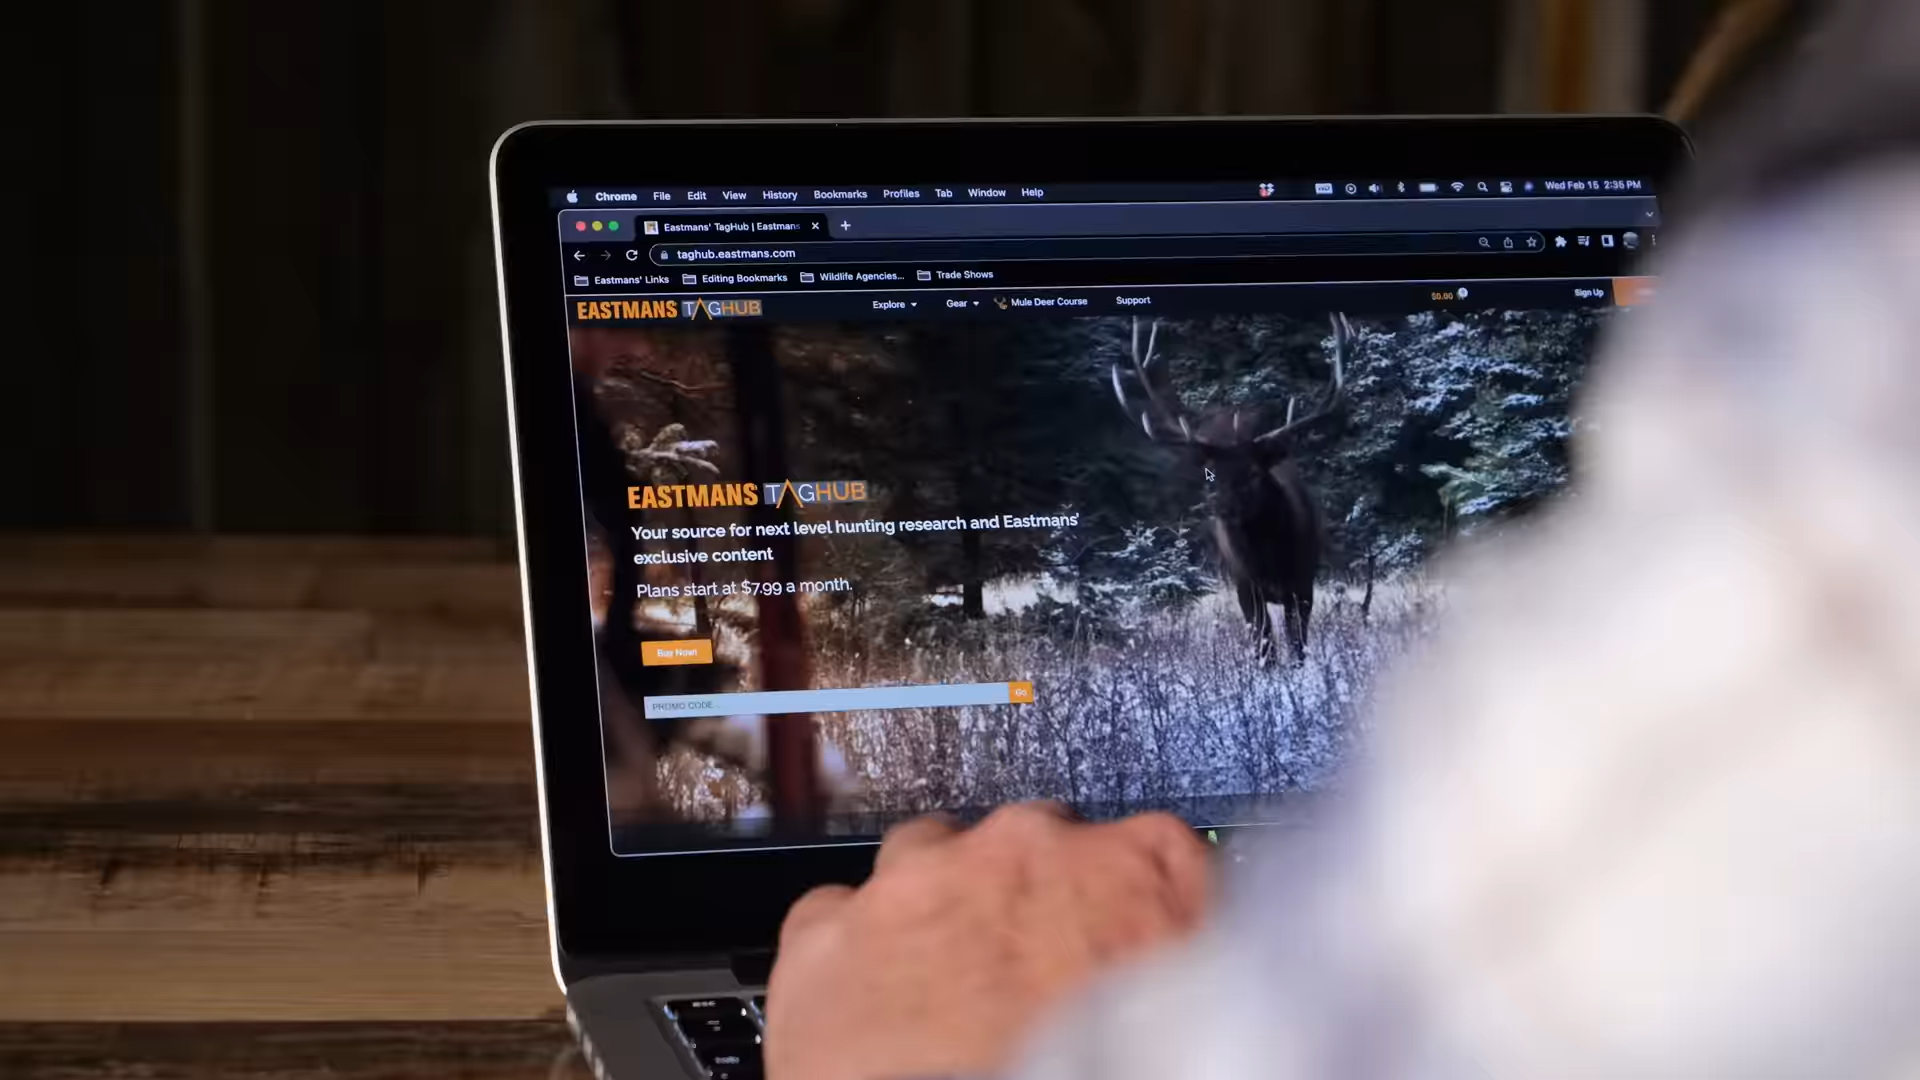 Chrome File Edit View History Bookmarks Profiles Tab Window Help Wed Feb 15 2:35 PM
Eastmans' TagHub | Eastmans
taghub.eastmans.com
Eastmans' Links Editing Bookmarks Wildlife Agencies... Trade Shows
EASTMANS TAGHUB Explore Gear Mule Deer Course Support $0.00 Sign Up
EASTMANS TAGHUB
Your source for next level hunting research and Eastmans'
exclusive content
Plans start at $7.99 a month.
Buy Now!
PROMO CODE... Go
esc